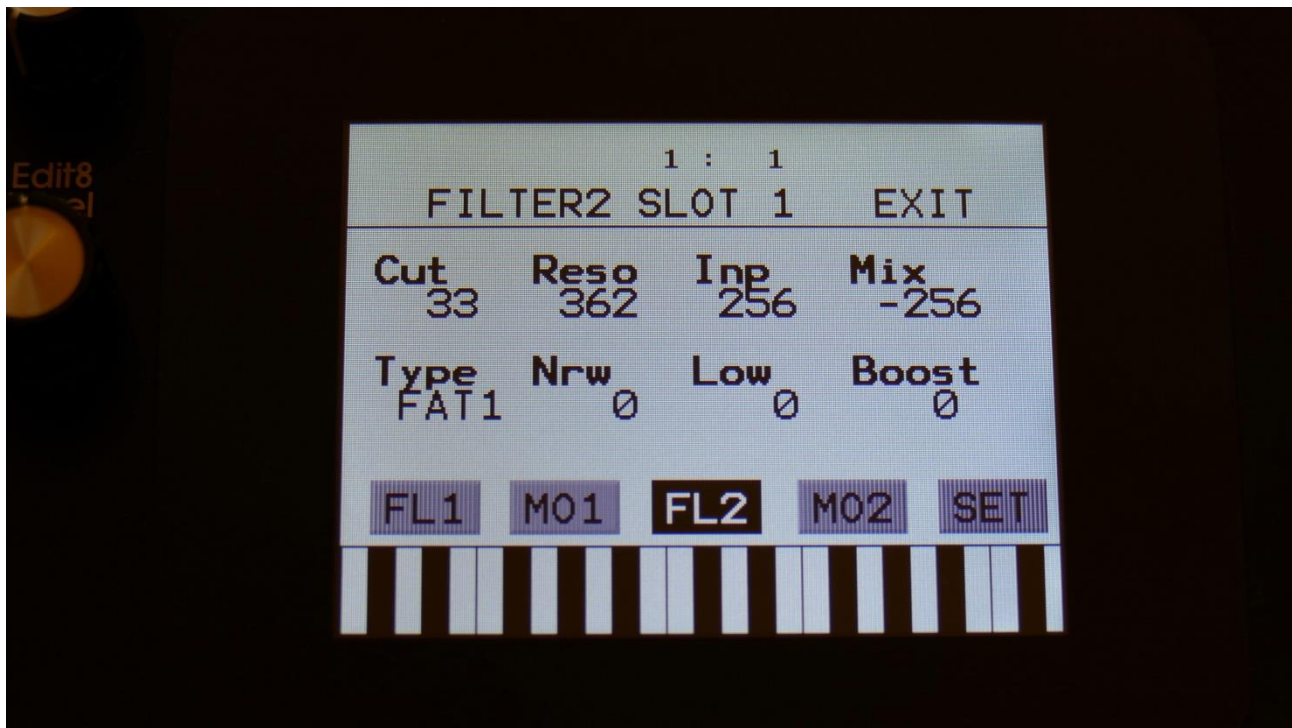 Edit8
1 : 1
FILTER2 SLOT 1 EXIT
Cut Reso Inp Mix
33 362 256 -256
Type Nrw Low Boost
FAT1 0 0 0
FL1 MO1 FL2 MO2 SET